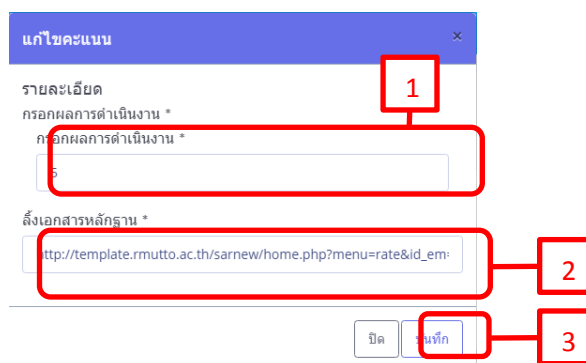 แก้ไขคะแนน ×
รายละเอียด
1
กรอกผลการดำเนินงาน *
กรอกผลการดำเนินงาน *
5
ลิ้งเอกสารหลักฐาน *
http://template.rmutto.ac.th/sarnew/home.php?menu=rate&id_em=
2
ปิด บันทึก
3